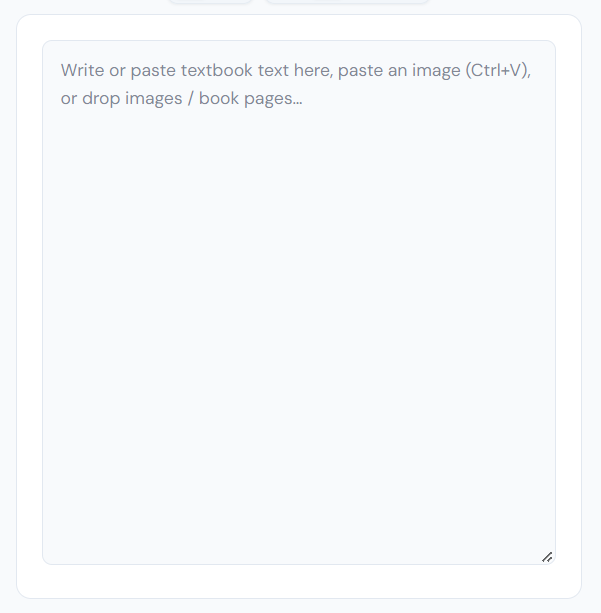 Write or paste textbook text here, paste an image (Ctrl+V),
or drop images / book pages...